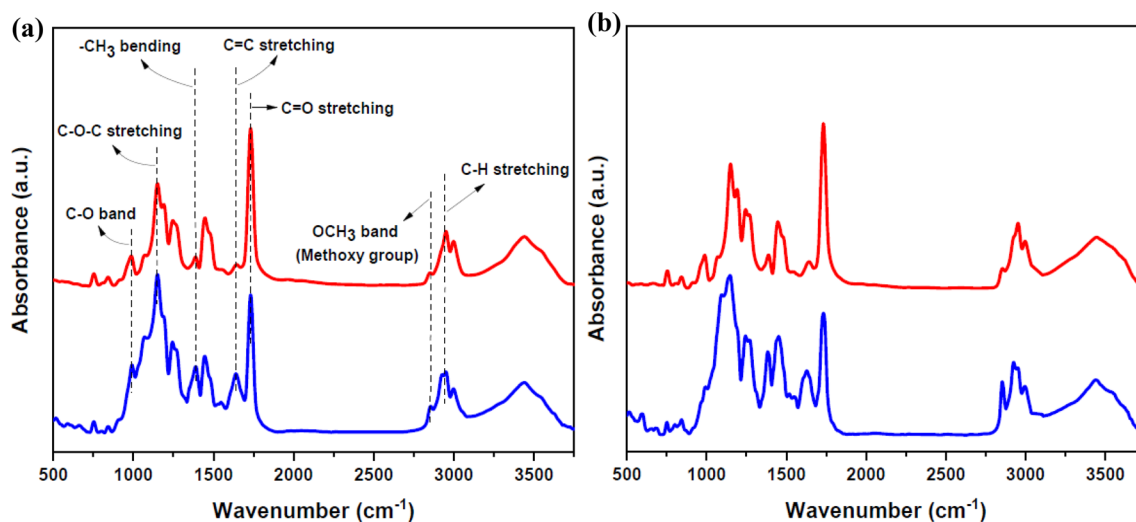 (a)
-CH3 bending
C=C stretching
C=O stretching
C-O-C stretching
C-H stretching
C-O band
OCH3 band
(Methoxy group)
Absorbance (a.u.)
500 1000 1500 2000 2500 3000 3500
Wavenumber (cm-1)
(b)
Absorbance (a.u.)
500 1000 1500 2000 2500 3000 3500
Wavenumber (cm-1)